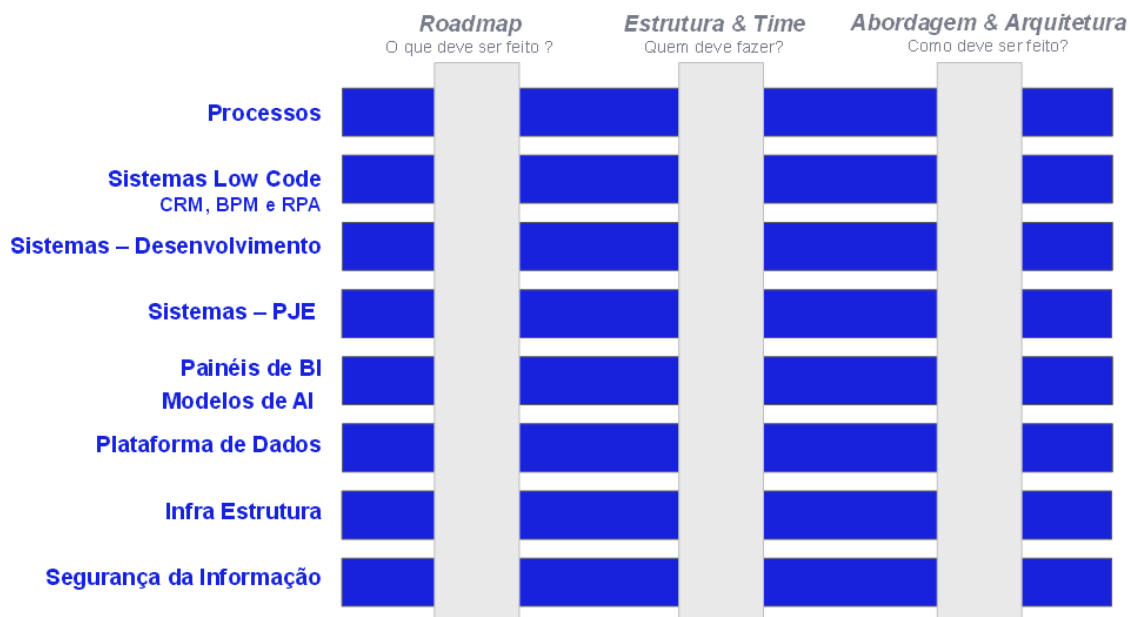 Roadmap
O que deve ser feito ?
Estrutura & Time
Quem deve fazer?
Abordagem & Arquitetura
Como deve ser feito?
Processos
Sistemas Low Code
CRM, BPM e RPA
Sistemas – Desenvolvimento
Sistemas – PJE
Painéis de BI
Modelos de AI
Plataforma de Dados
Infra Estrutura
Segurança da Informação